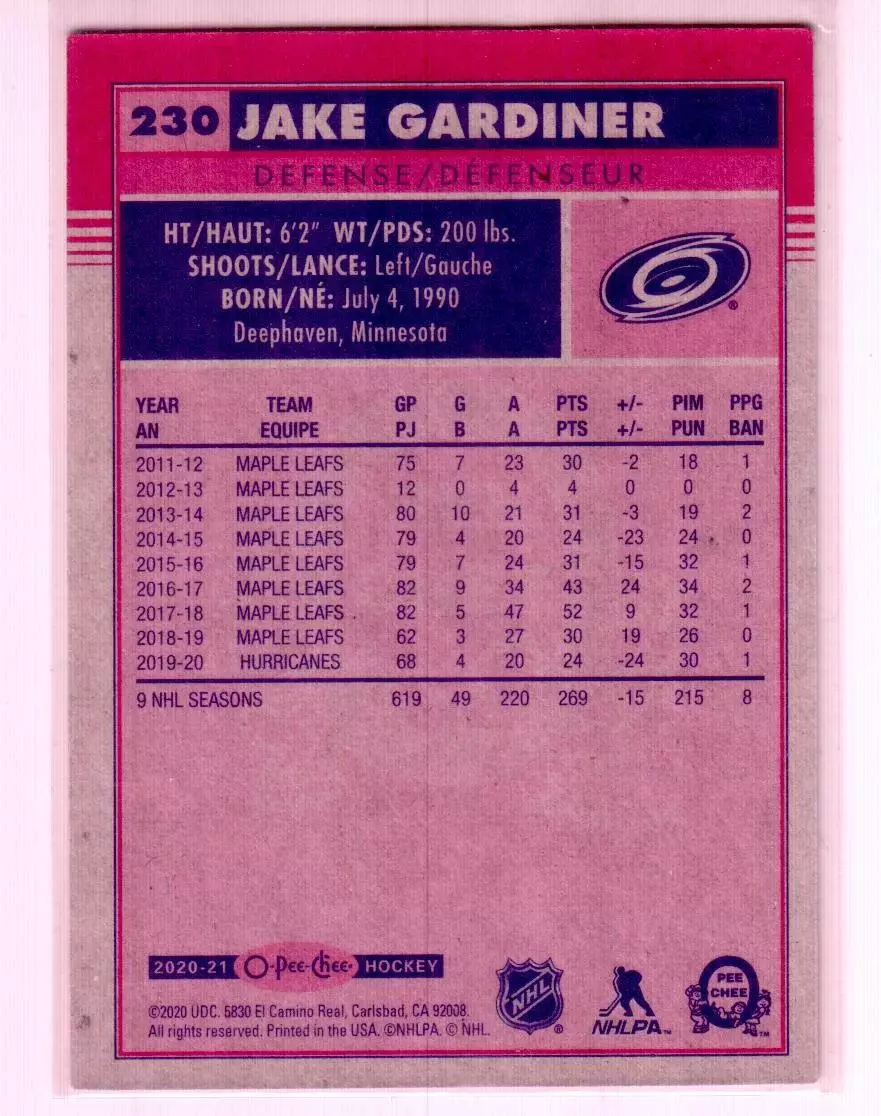 230 JAKE GARDINER
DEFENSE/DÉFENSEUR
HT/HAUT: 6'2" WT/PDS: 200 lbs.
SHOOTS/LANCE: Left/Gauche
BORN/NÉ: July 4, 1990
Deephaven, Minnesota
®
YEAR TEAM GP G A PTS +/- PIM PPG
AN EQUIPE PJ B A PTS +/- PUN BAN
2011-12 MAPLE LEAFS 75 7 23 30 -2 18 1
2012-13 MAPLE LEAFS 12 0 4 4 0 0 0
2013-14 MAPLE LEAFS 80 10 21 31 -3 19 2
2014-15 MAPLE LEAFS 79 4 20 24 -23 24 0
2015-16 MAPLE LEAFS 79 7 24 31 -15 32 1
2016-17 MAPLE LEAFS 82 9 34 43 24 34 2
2017-18 MAPLE LEAFS 82 5 47 52 9 32 1
2018-19 MAPLE LEAFS 62 3 27 30 19 26 0
2019-20 HURRICANES 68 4 20 24 -24 30 1
9 NHL SEASONS 619 49 220 269 -15 215 8
2020-21 O-Pee-Chee HOCKEY
©2020 UDC. 5830 El Camino Real, Carlsbad, CA 92008.
All rights reserved. Printed in the USA. ©NHLPA. © NHL.
NHL ®
NHLPA™
PEE
CHEE
™